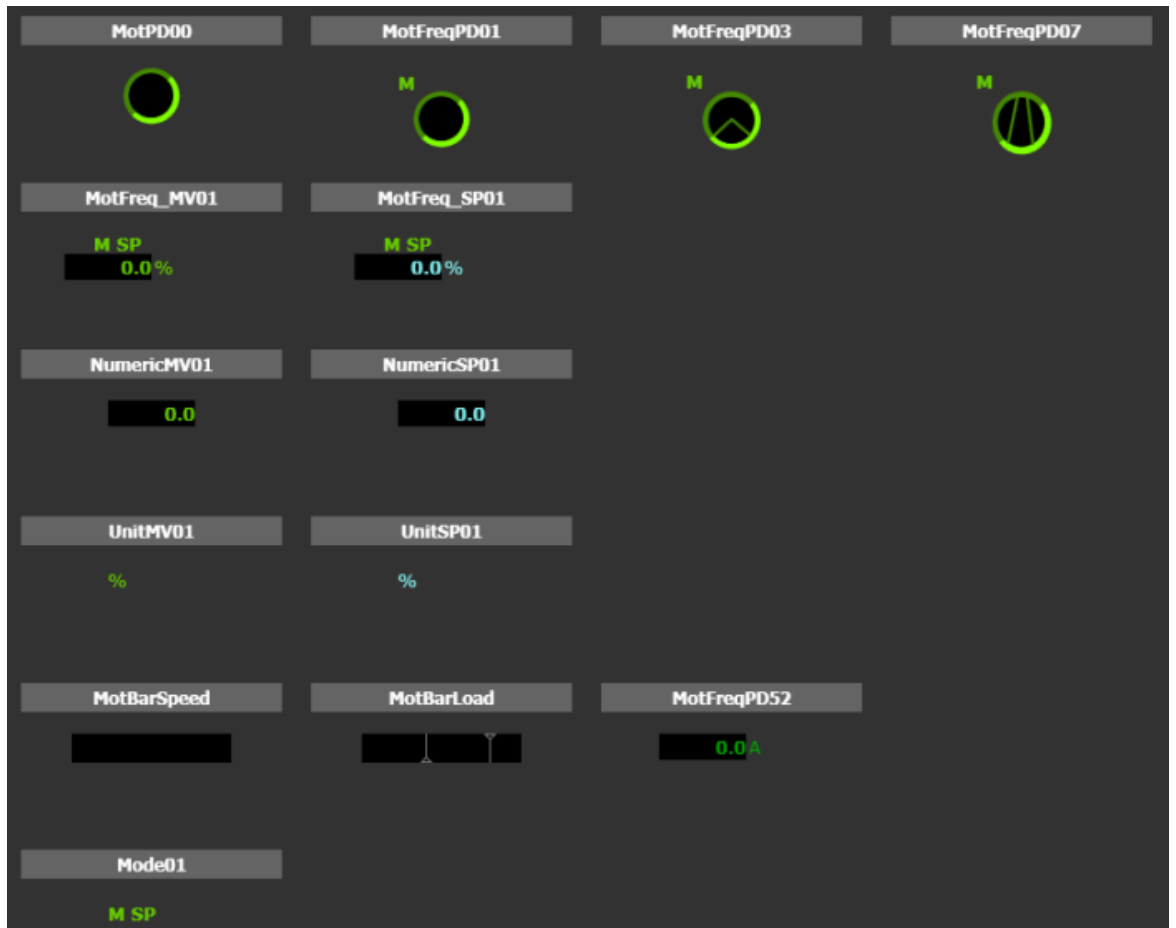 MotPD00 MotFreqPD01 MotFreqPD03 MotFreqPD07
M M M
MotFreq_MV01 MotFreq_SP01
M SP M SP
0.0 % 0.0 %
NumericMV01 NumericSP01
0.0 0.0
UnitMV01 UnitSP01
% %
MotBarSpeed MotBarLoad MotFreqPD52
0.0 A
Mode01
M SP